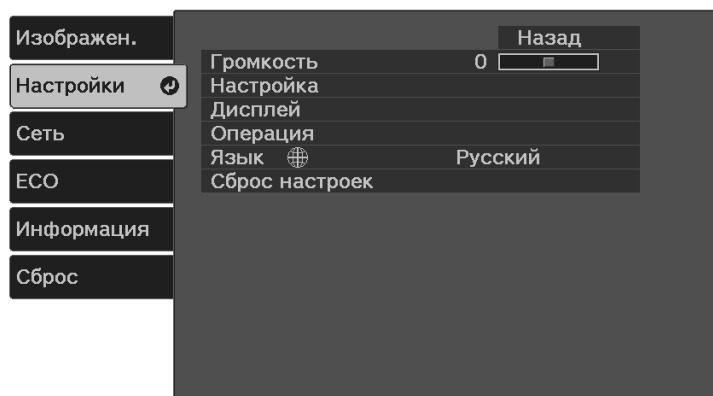 Изображен.
Настройки
Сеть
ECO
Информация
Сброс
Назад
Громкость 0
Настройка
Дисплей
Операция
Язык Русский
Сброс настроек